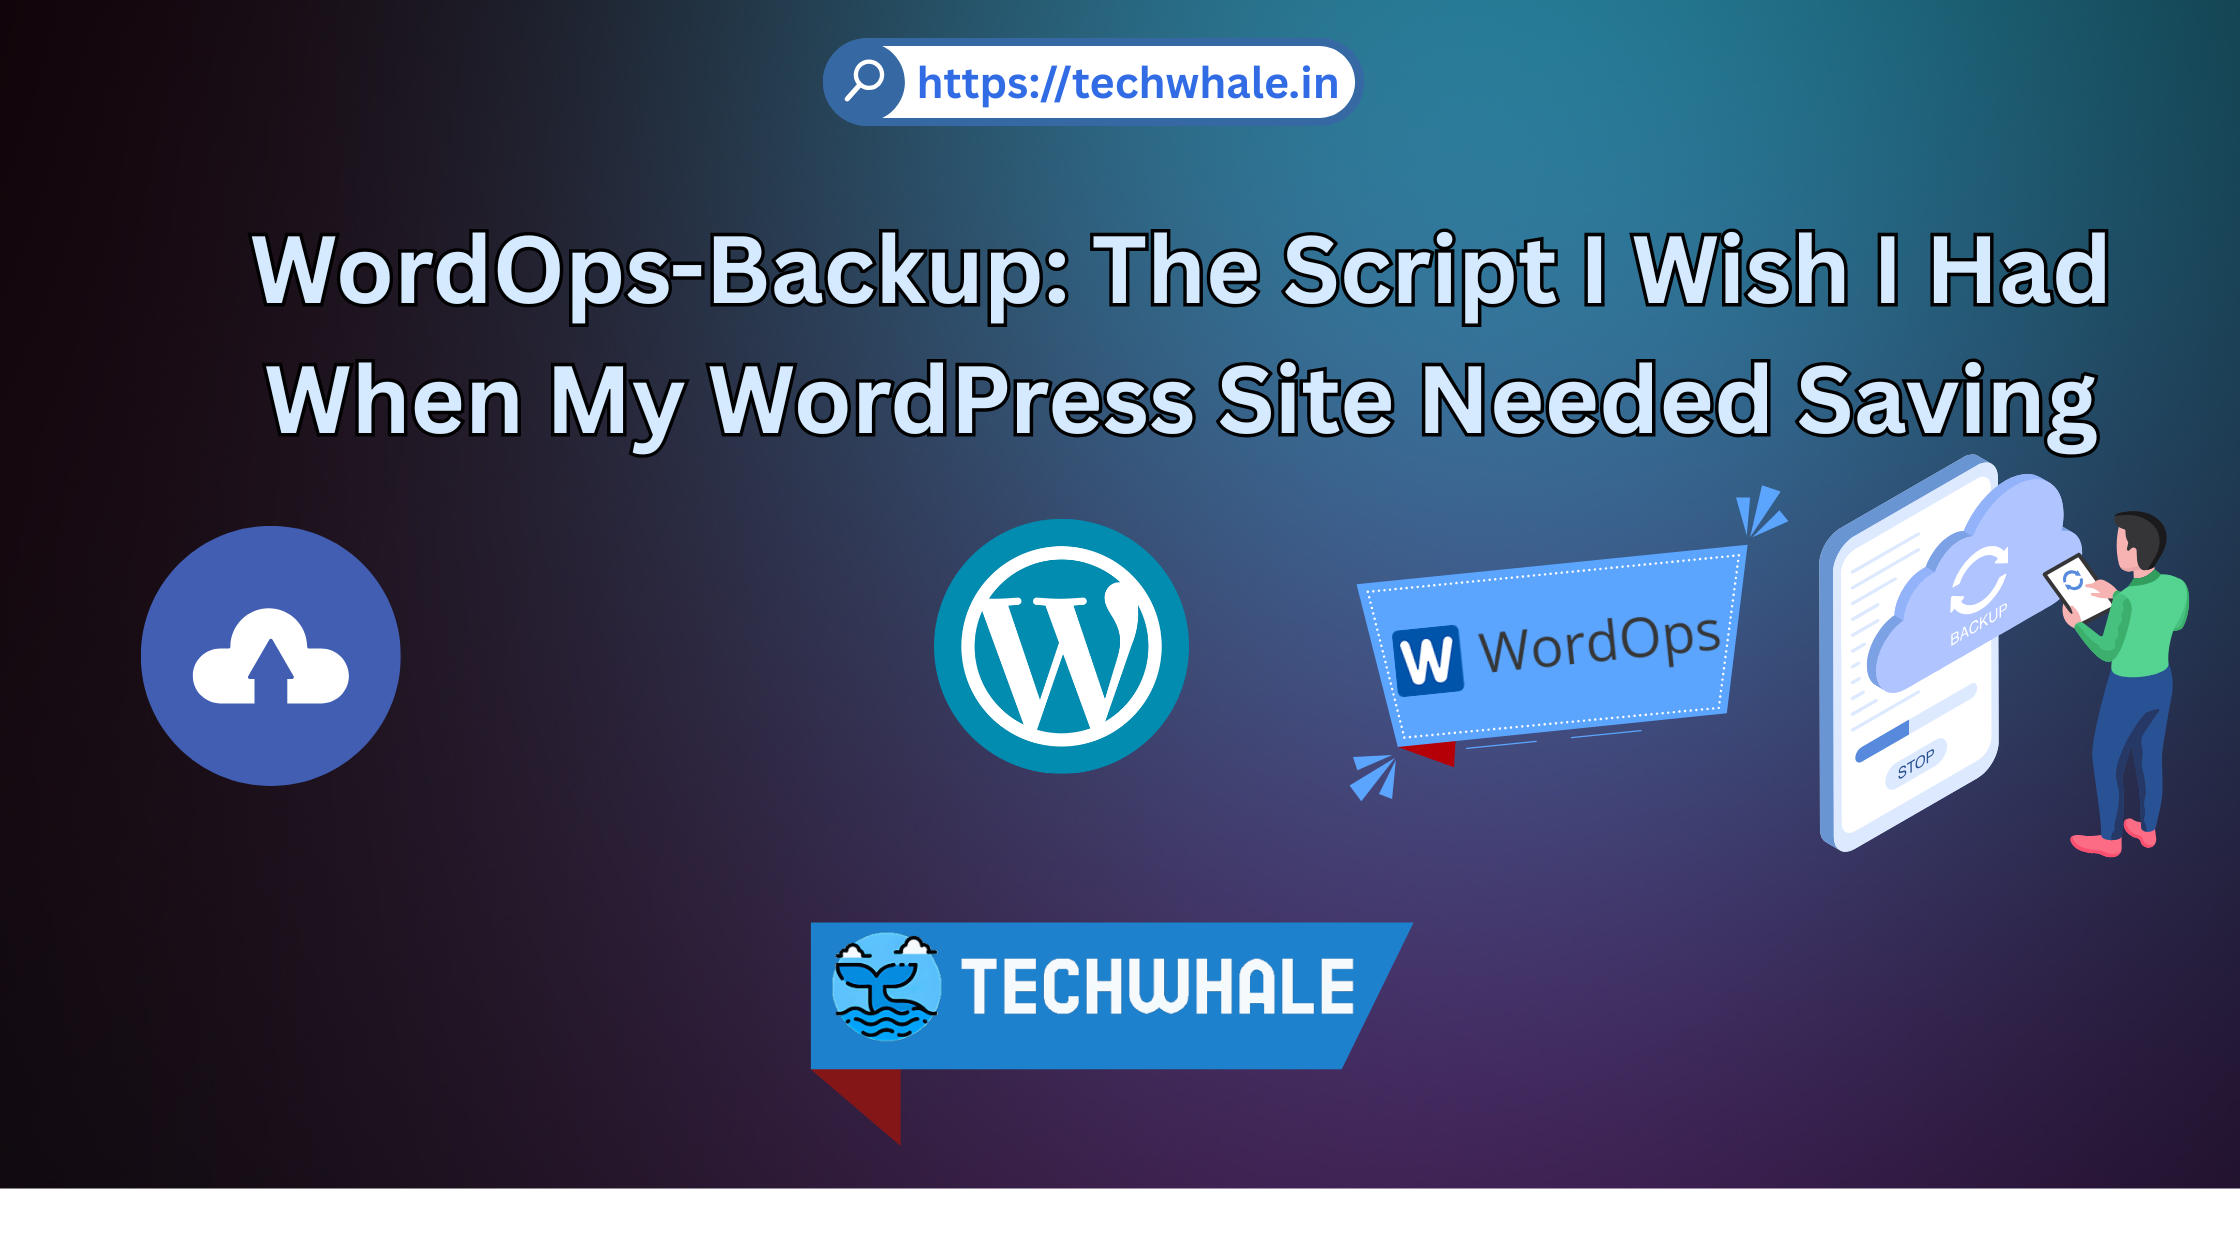 https://techwhale.in
WordOps-Backup: The Script I Wish I Had
When My WordPress Site Needed Saving
W WordOps
BACKUP
STOP
TECHWHALE